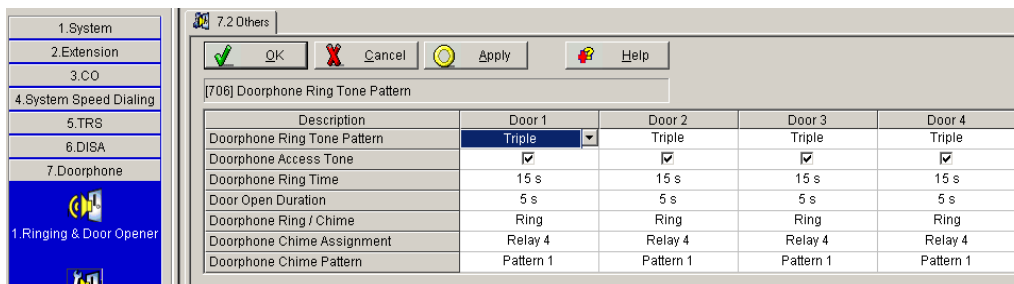 1.System
2.Extension
3.CO
4.System Speed Dialing
5.TRS
6.DISA
7.Doorphone
1.Ringing & Door Opener
7.2 Others
OK Cancel Apply Help
[706] Doorphone Ring Tone Pattern
Description Door 1 Door 2 Door 3 Door 4
Doorphone Ring Tone Pattern Triple Triple Triple Triple
Doorphone Access Tone
Doorphone Ring Time 15 s 15 s 15 s 15 s
Door Open Duration 5 s 5 s 5 s 5 s
Doorphone Ring / Chime Ring Ring Ring Ring
Doorphone Chime Assignment Relay 4 Relay 4 Relay 4 Relay 4
Doorphone Chime Pattern Pattern 1 Pattern 1 Pattern 1 Pattern 1